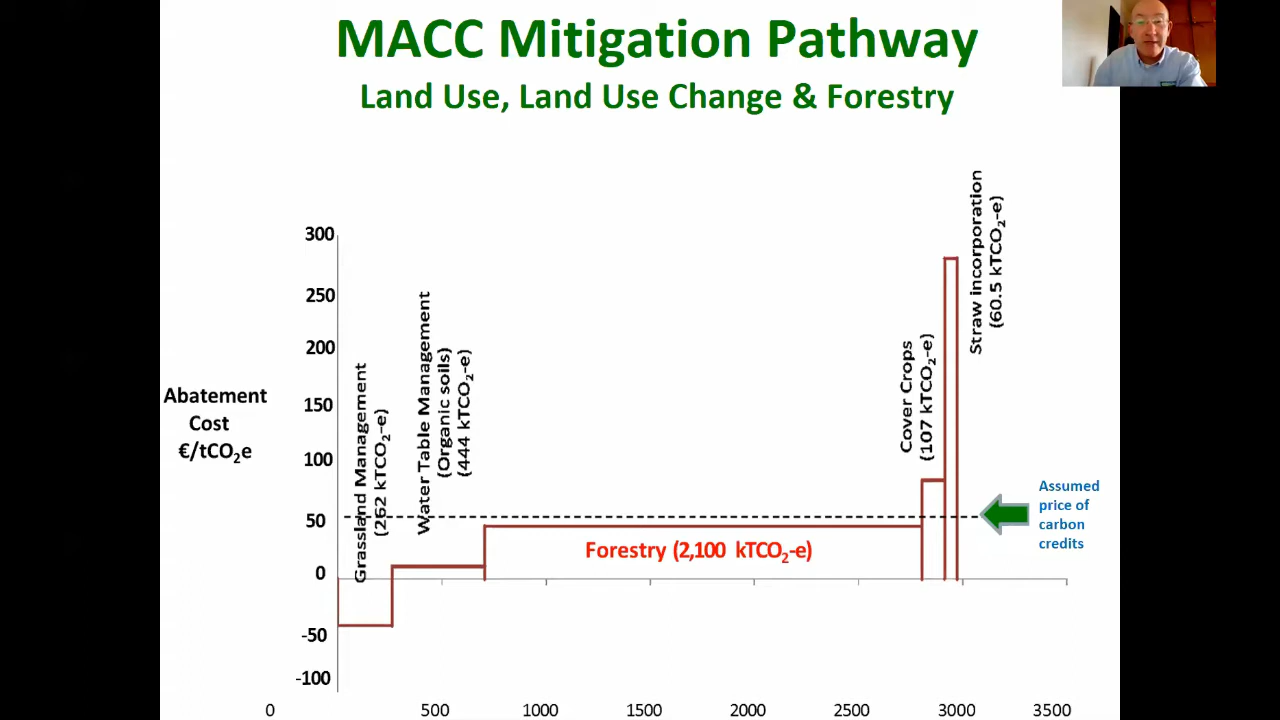 MACC Mitigation Pathway
Land Use, Land Use Change & Forestry
300
250
200
150
100
50
0
-50
-100
Abatement
Cost
€/tCO₂e
Grassland Management
(262 kTCO₂-e)
Water Table Management
(Organic soils)
(444 kTCO₂-e)
Forestry (2,100 kTCO₂-e)
Cover Crops
(107 kTCO₂-e)
Straw incorporation
(60.5 kTCO₂-e)
Assumed
price of
carbon
credits
0 500 1000 1500 2000 2500 3000 3500